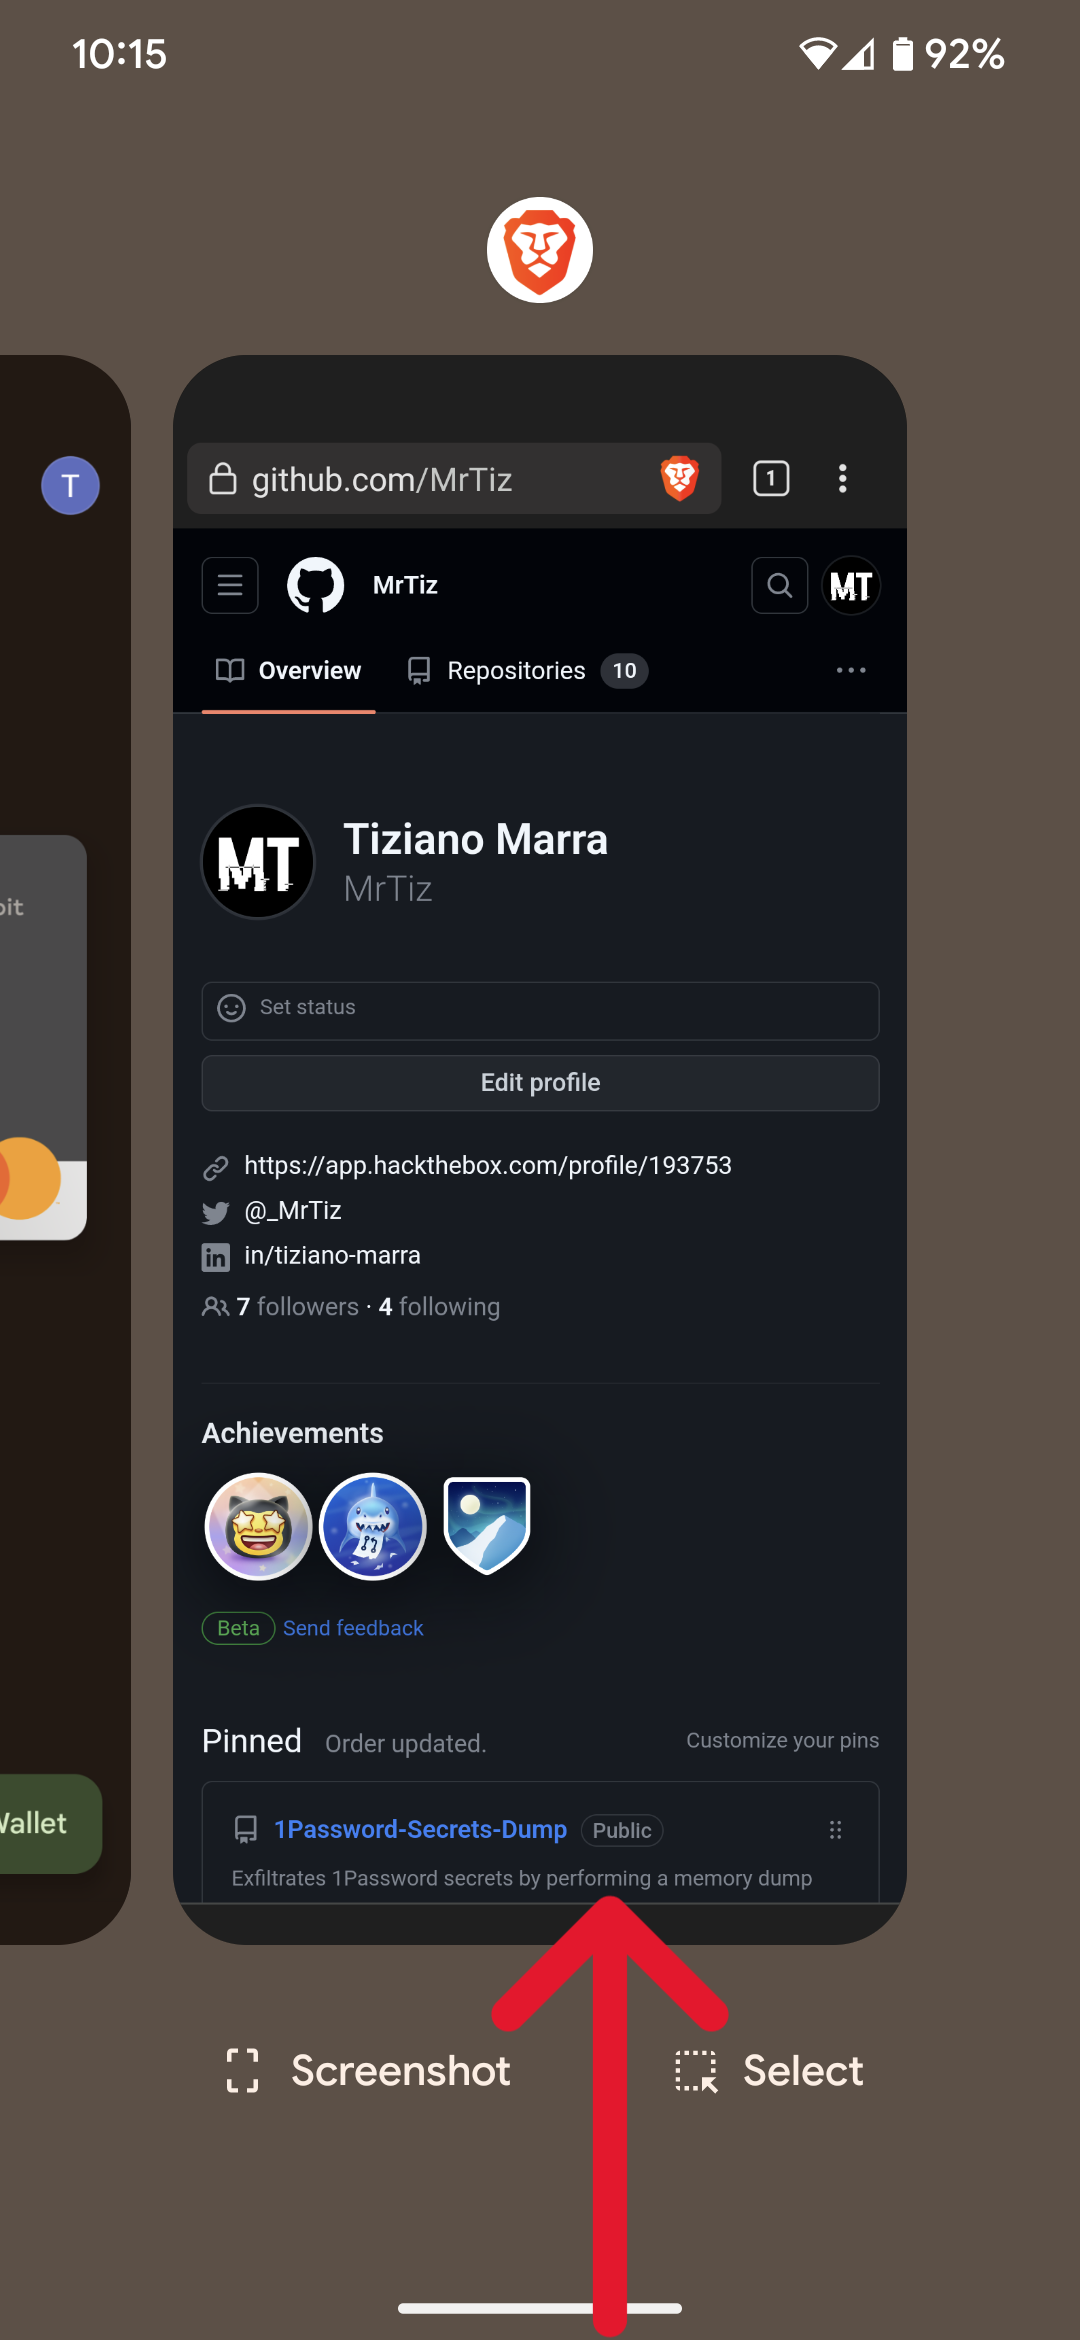 10:15
92%
github.com/MrTiz
1
MrTiz
MT
Overview
Repositories 10
T
MT
Tiziano Marra
MrTiz
Set status
Edit profile
https://app.hackthebox.com/profile/193753
@_MrTiz
in/tiziano-marra
7 followers · 4 following
Achievements
Beta Send feedback
Pinned Order updated. Customize your pins
1Password-Secrets-Dump Public
Exfiltrates 1Password secrets by performing a memory dump
Screenshot
Select